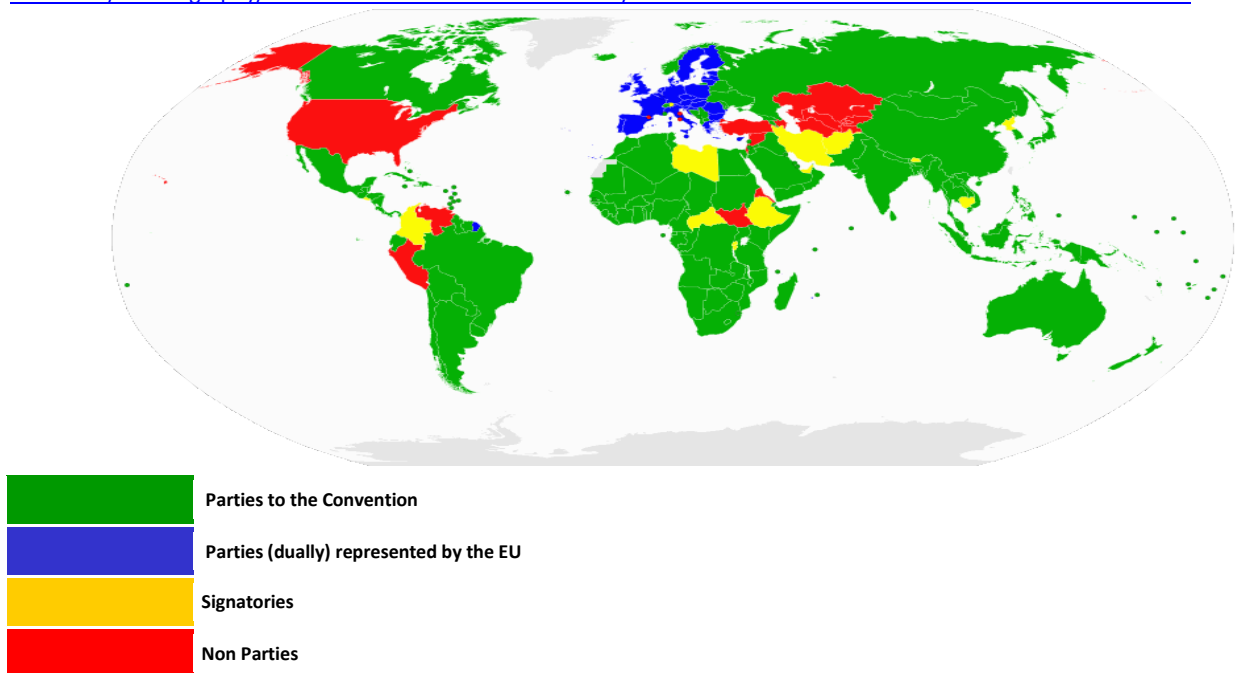 Parties to the Convention
Parties (dually) represented by the EU
Signatories
Non Parties